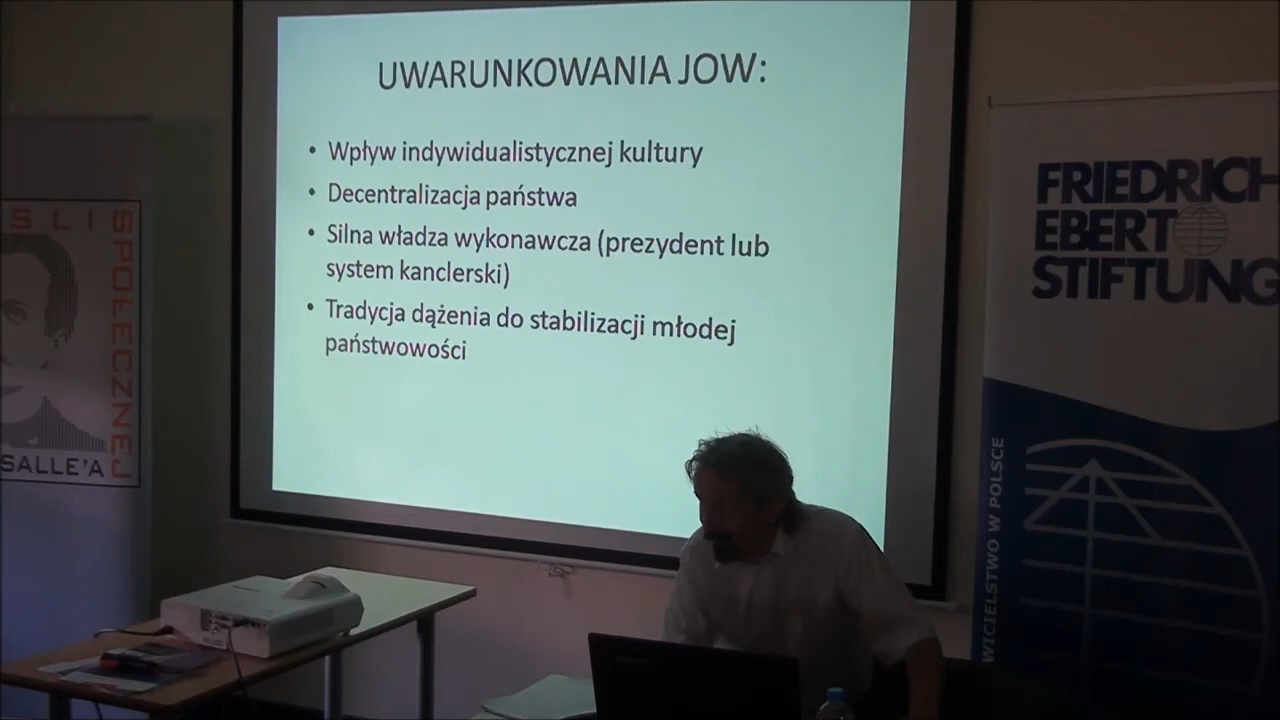 UWARUNKOWANIA JOW:
• Wpływ indywidualistycznej kultury
• Decentralizacja państwa
• Silna władza wykonawcza (prezydent lub
system kanclerski)
• Tradycja dążenia do stabilizacji młodej
państwowości
ŚLI
SPOŁECZNEJ
SALLE'A
FRIEDRICH
EBERT
STIFTUNG
WICIELSTWO W POLSCE